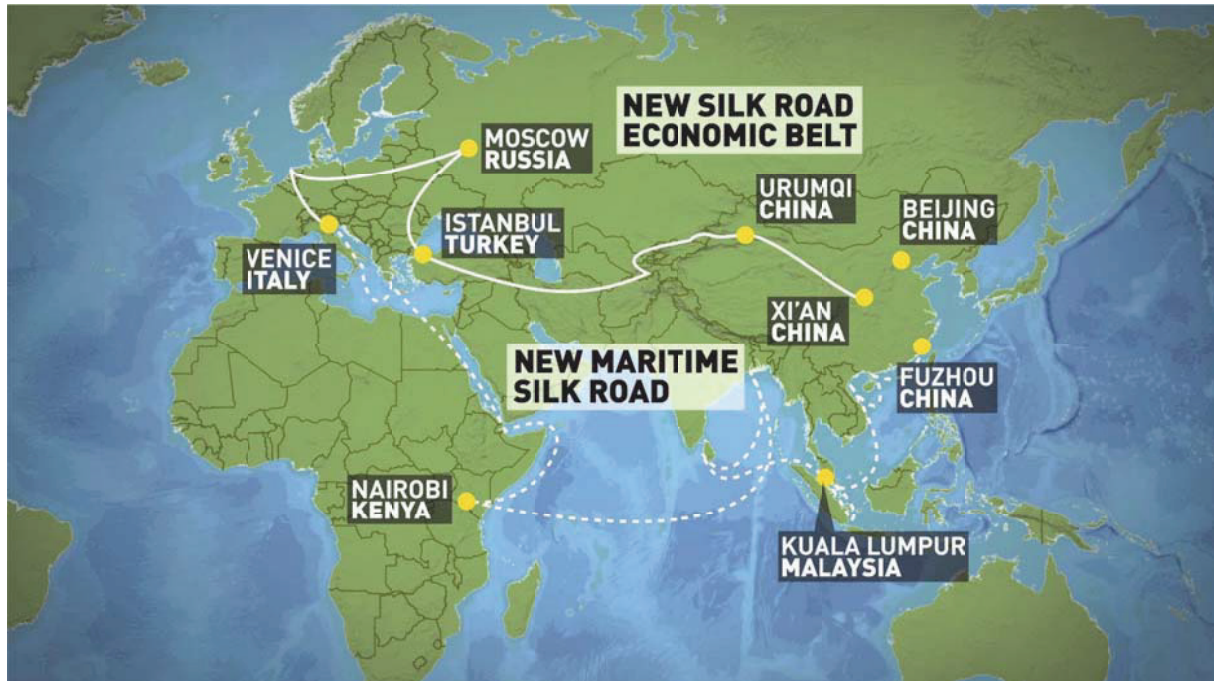 NEW SILK ROAD
ECONOMIC BELT
MOSCOW
RUSSIA
URUMQI
CHINA
BEIJING
CHINA
ISTANBUL
TURKEY
VENICE
ITALY
XI'AN
CHINA
NEW MARITIME
SILK ROAD
FUZHOU
CHINA
NAIROBI
KENYA
KUALA LUMPUR
MALAYSIA